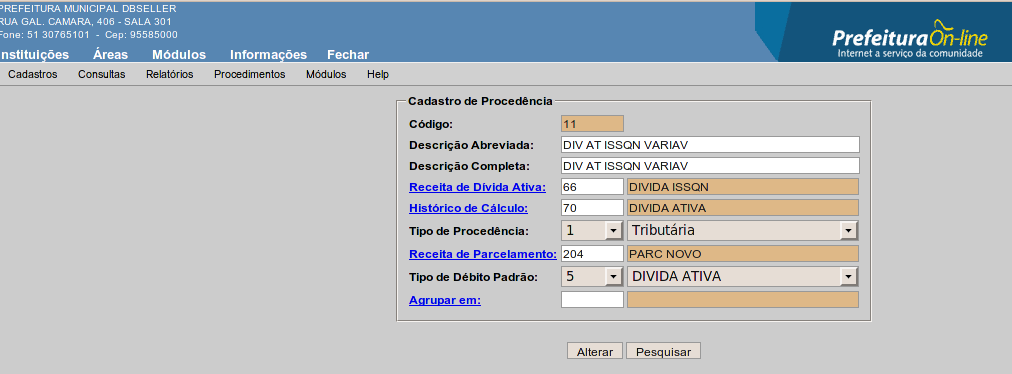 PREFEITURA MUNICIPAL DBSELLER
RUA GAL. CAMARA, 406 - SALA 301
Fone: 51 30765101 - Cep: 95585000
nstituições Áreas Módulos Informações Fechar
Prefeitura On-line
Internet a serviço da comunidade
Cadastros Consultas Relatórios Procedimentos Módulos Help
Cadastro de Procedência
Código: 11
Descrição Abreviada: DIV AT ISSQN VARIAV
Descrição Completa: DIV AT ISSQN VARIAV
Receita de Dívida Ativa: 66 DIVIDA ISSQN
Histórico de Cálculo: 70 DIVIDA ATIVA
Tipo de Procedência: 1 Tributária
Receita de Parcelamento: 204 PARC NOVO
Tipo de Débito Padrão: 5 DIVIDA ATIVA
Agrupar em:
Alterar Pesquisar